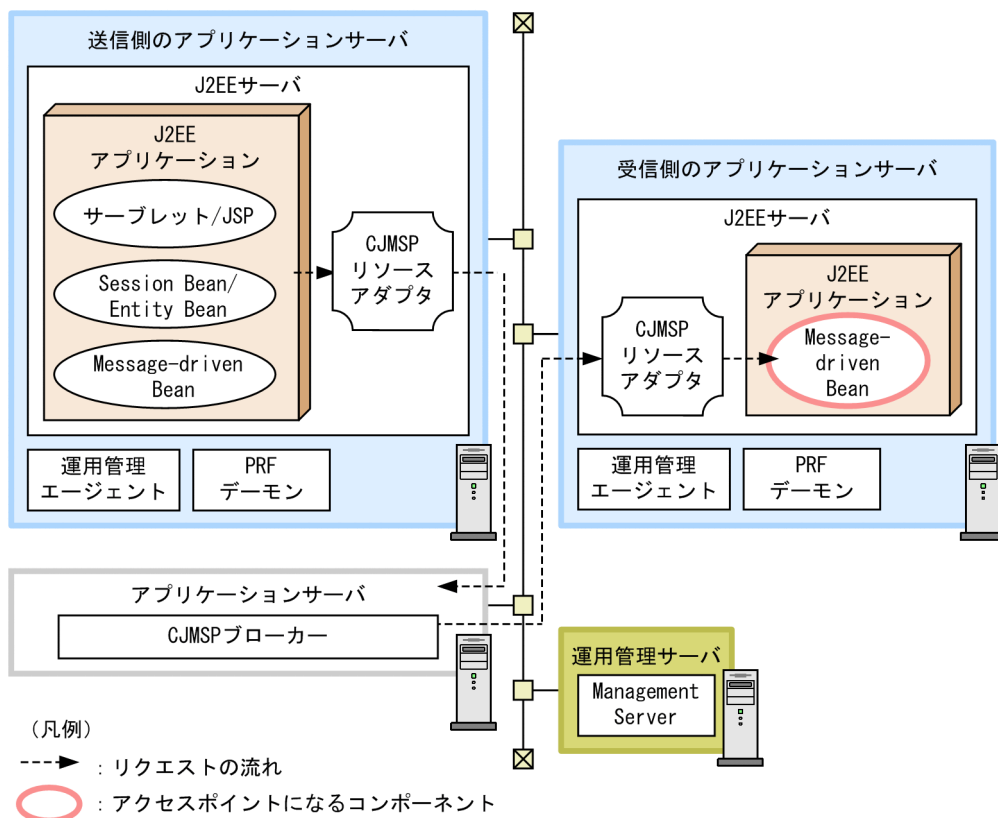 送信側のアプリケーションサーバ
J2EEサーバ
J2EE
アプリケーション
サーブレット/JSP
Session Bean/
Entity Bean
Message-driven
Bean
CJMSP
リソース
アダプタ
運用管理
エージェント
PRF
デーモン
受信側のアプリケーションサーバ
J2EEサーバ
CJMSP
リソース
アダプタ
J2EE
アプリケーション
Message-
driven
Bean
運用管理
エージェント
PRF
デーモン
アプリケーションサーバ
CJMSPブローカー
運用管理サーバ
Management
Server
（凡例）
：リクエストの流れ
：アクセスポイントになるコンポーネント